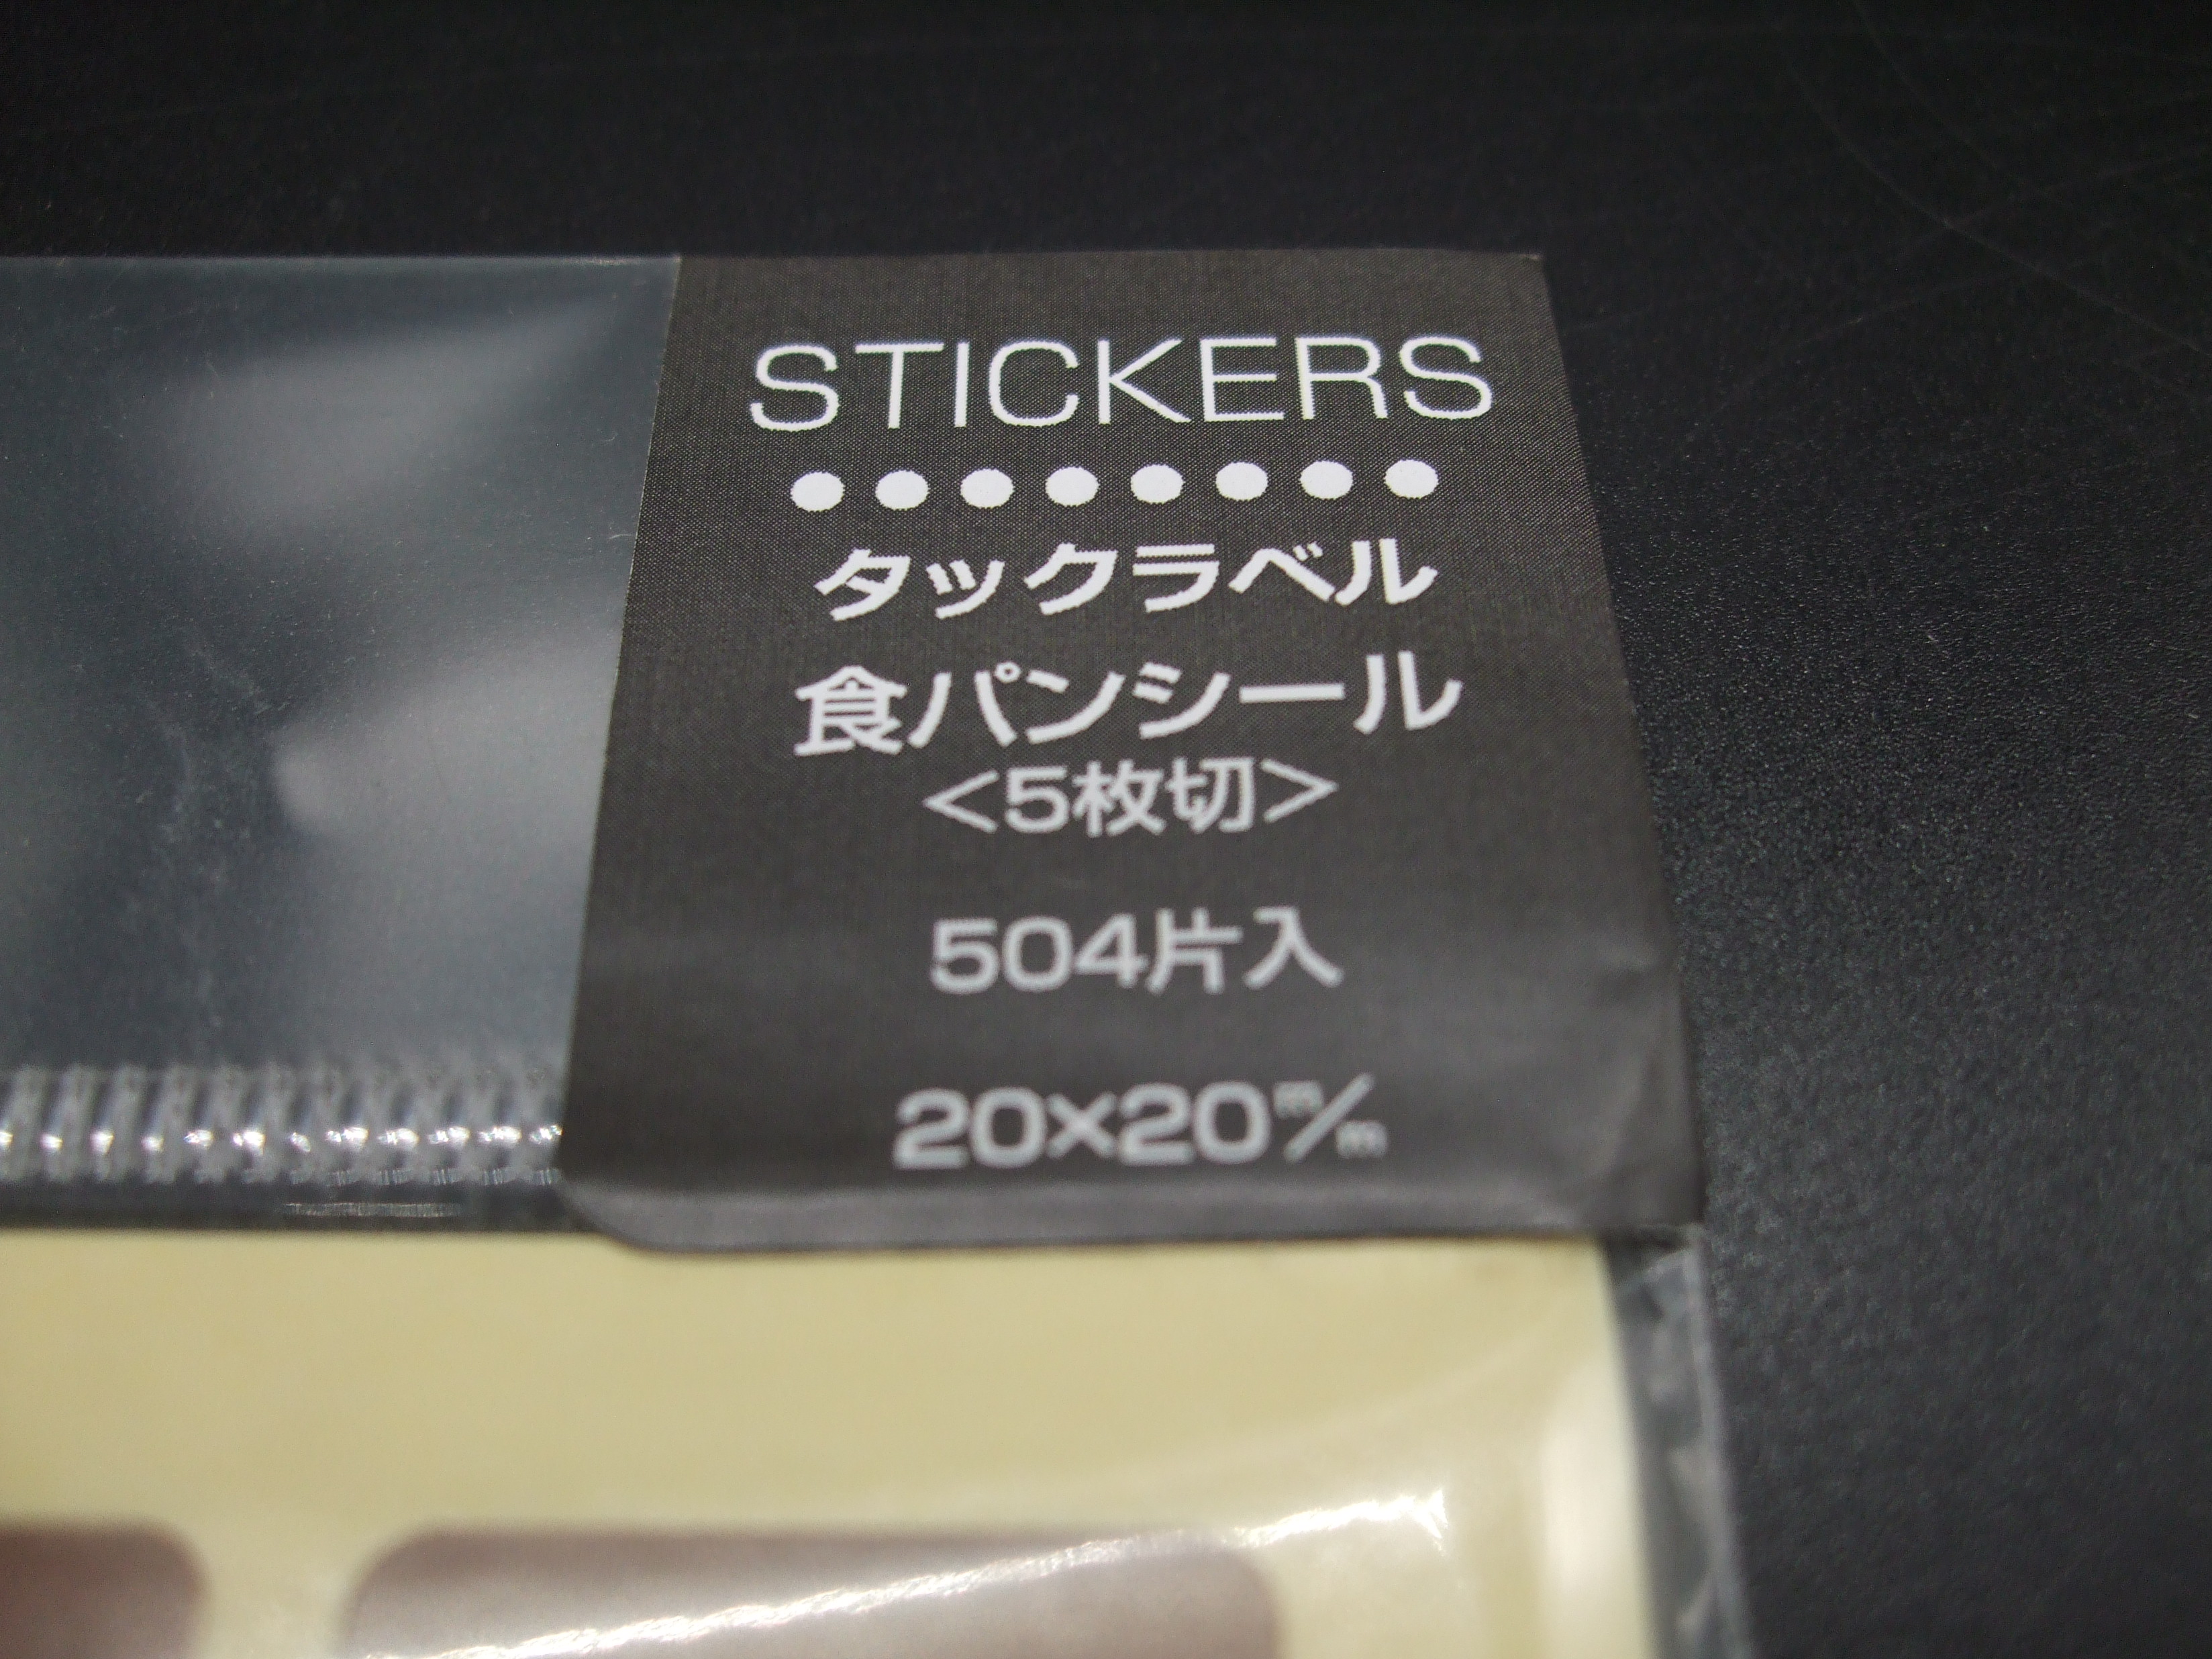 STICKERS
タックラベル
食パンシール
<5枚切>
504片入
20×20m/m